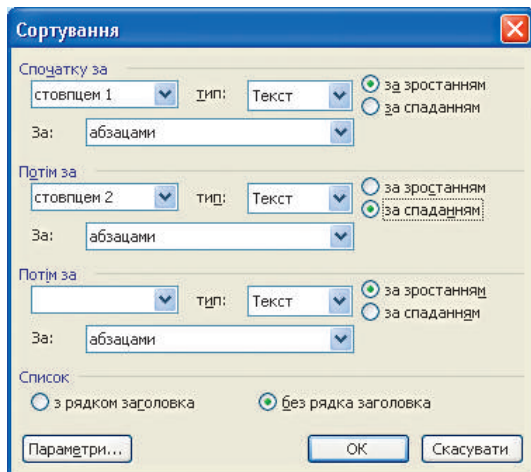 Сортування
Спочатку за
стовпцем 1 тип: Текст за зростанням
за спаданням
За: абзацами
Потім за
стовпцем 2 тип: Текст за зростанням
за спаданням
За: абзацами
Потім за
тип: Текст за зростанням
за спаданням
За: абзацами
Список
з рядком заголовка без рядка заголовка
Параметри... ОК Скасувати